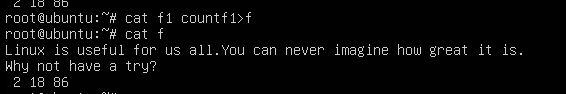 2 18 86
root@ubuntu:~# cat f1 countf1>f
root@ubuntu:~# cat f
Linux is useful for us all.You can never imagine how great it is.
Why not have a try?
2 18 86